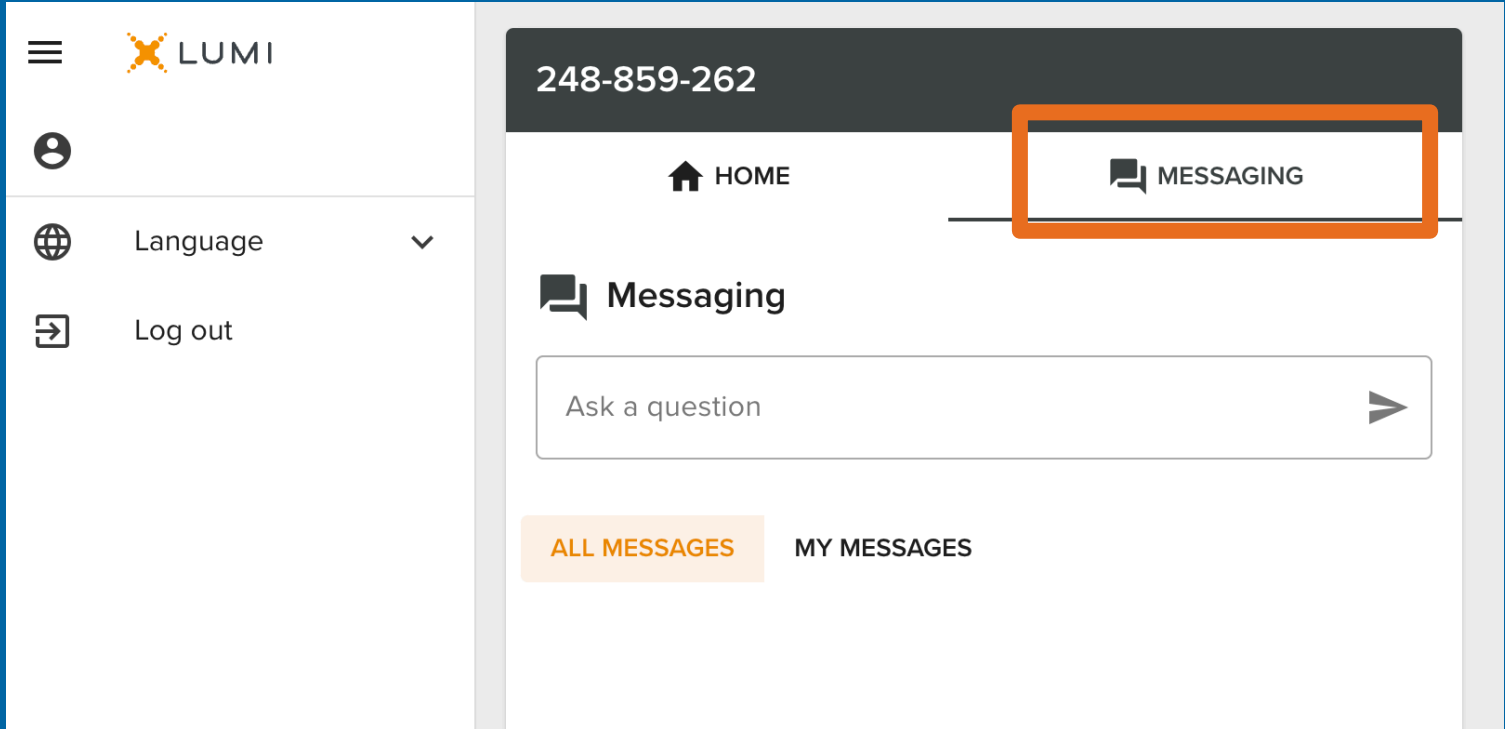 LUMI
Language
Log out
248-859-262
HOME
MESSAGING
Messaging
Ask a question
ALL MESSAGES
MY MESSAGES